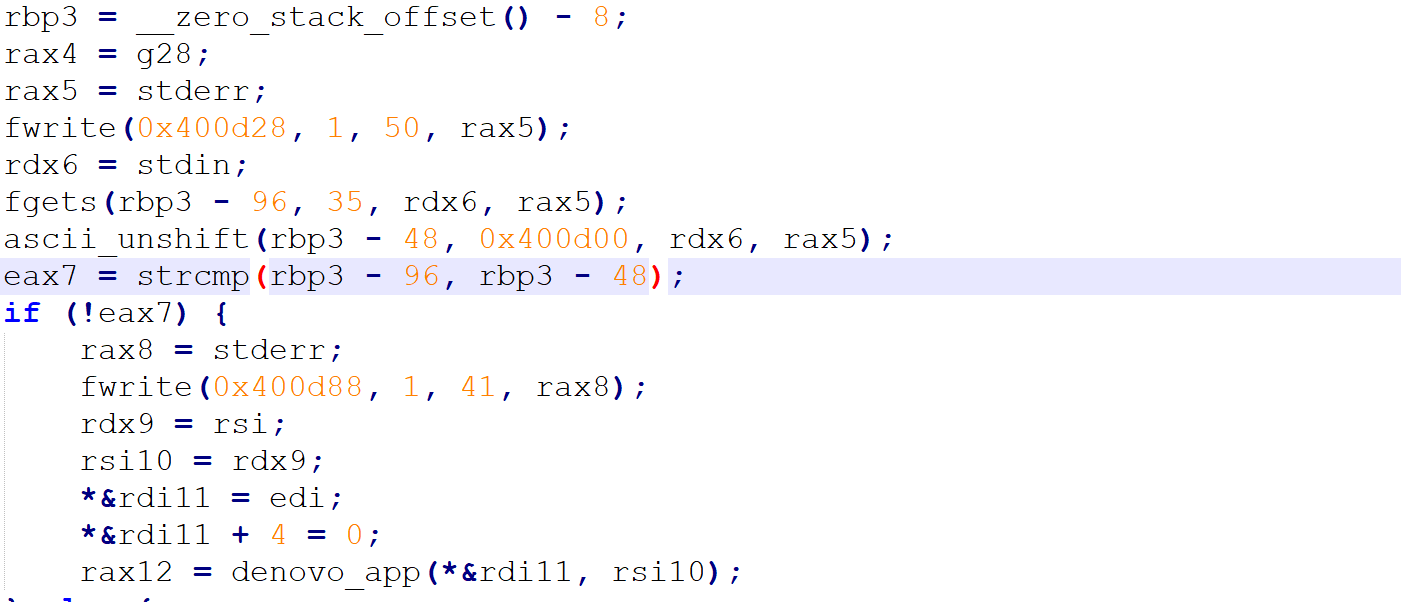 rbp3 = __zero_stack_offset() - 8;
rax4 = g28;
rax5 = stderr;
fwrite(0x400d28, 1, 50, rax5);
rdx6 = stdin;
fgets(rbp3 - 96, 35, rdx6, rax5);
ascii_unshift(rbp3 - 48, 0x400d00, rdx6, rax5);
eax7 = strcmp(rbp3 - 96, rbp3 - 48);
if (!eax7) {
    rax8 = stderr;
    fwrite(0x400d88, 1, 41, rax8);
    rdx9 = rsi;
    rsi10 = rdx9;
    *&rdi11 = edi;
    *&rdi11 + 4 = 0;
    rax12 = denovo_app(*&rdi11, rsi10);